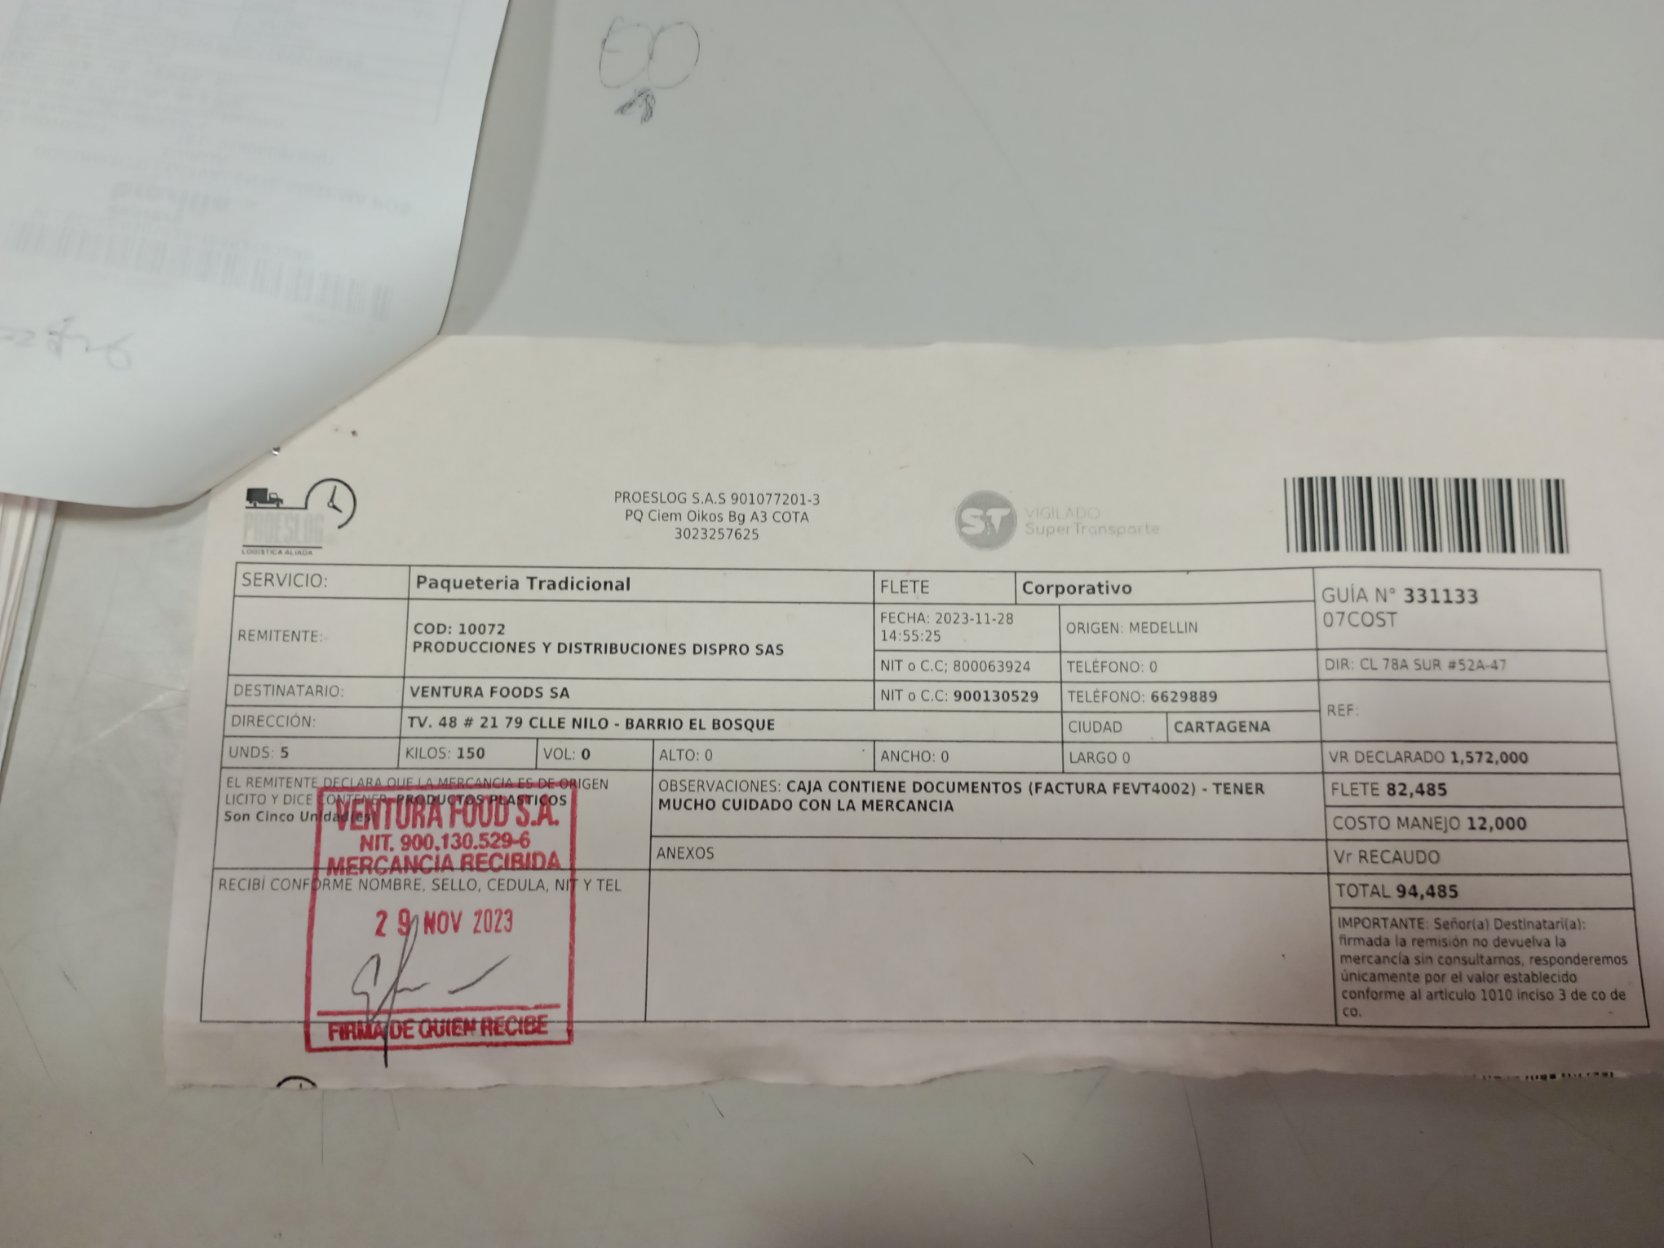 PROESLOG
LOGISTICA ALIADA
PROESLOG S.A.S 901077201-3
PQ Ciem Oikos Bg A3 COTA
3023257625
ST
VIGILADO
SuperTransporte
SERVICIO:
Paqueteria Tradicional
FLETE
Corporativo
GUÍA N° 331133
07COST
REMITENTE:
COD: 10072
PRODUCCIONES Y DISTRIBUCIONES DISPRO SAS
FECHA: 2023-11-28
14:55:25
ORIGEN: MEDELLIN
NIT o C.C; 800063924
TELÉFONO: 0
DIR: CL 78A SUR #52A-47
DESTINATARIO:
VENTURA FOODS SA
NIT o C.C: 900130529
TELÉFONO: 6629889
REF:
DIRECCIÓN:
TV. 48 # 21 79 CLLE NILO - BARRIO EL BOSQUE
CIUDAD
CARTAGENA
UNDS: 5
KILOS: 150
VOL: 0
ALTO: 0
ANCHO: 0
LARGO 0
VR DECLARADO 1,572,000
EL REMITENTE DECLARA QUE LA MERCANCIA ES DE ORIGEN
LICITO Y DICE CONTENER: PRODUCTOS PLASTICOS
Son Cinco Unidad(es)
OBSERVACIONES: CAJA CONTIENE DOCUMENTOS (FACTURA FEVT4002) - TENER
MUCHO CUIDADO CON LA MERCANCIA
FLETE 82,485
COSTO MANEJO 12,000
ANEXOS
Vr RECAUDO
RECIBÍ CONFORME NOMBRE, SELLO, CEDULA, NIT Y TEL
TOTAL 94,485
IMPORTANTE: Señor(a) Destinatari(a):
firmada la remisión no devuelva la
mercancía sin consultarnos, responderemos
únicamente por el valor establecido
conforme al articulo 1010 inciso 3 de co de
co.
VENTURA FOOD S.A.
NIT. 900.130.529-6
MERCANCIA RECIBIDA
29 NOV 2023
FIRMA DE QUIEN RECIBE